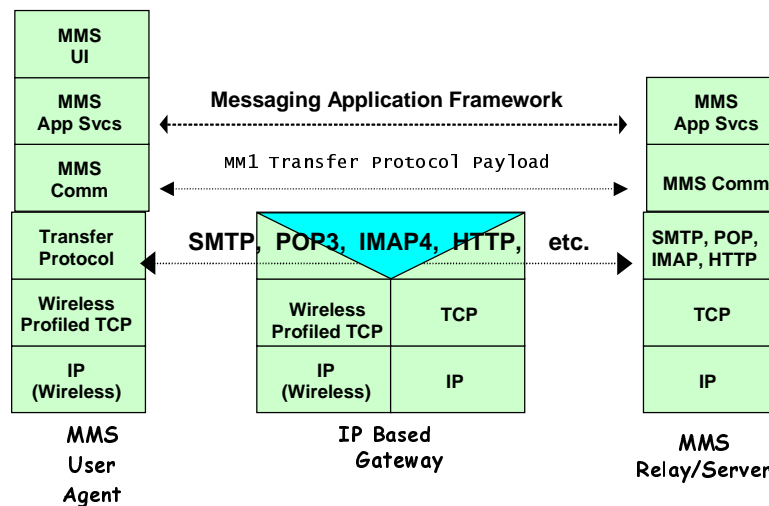 MMS
UI
MMS
App Svcs
MMS
Comm
Transfer
Protocol
Wireless
Profiled TCP
IP
(Wireless)
MMS
User
Agent
Messaging Application Framework
MM1 Transfer Protocol Payload
SMTP, POP3, IMAP4, HTTP, etc.
Wireless
Profiled TCP
TCP
IP
(Wireless)
IP
IP Based
Gateway
MMS
App Svcs
MMS Comm
SMTP, POP,
IMAP, HTTP
TCP
IP
MMS
Relay/Server